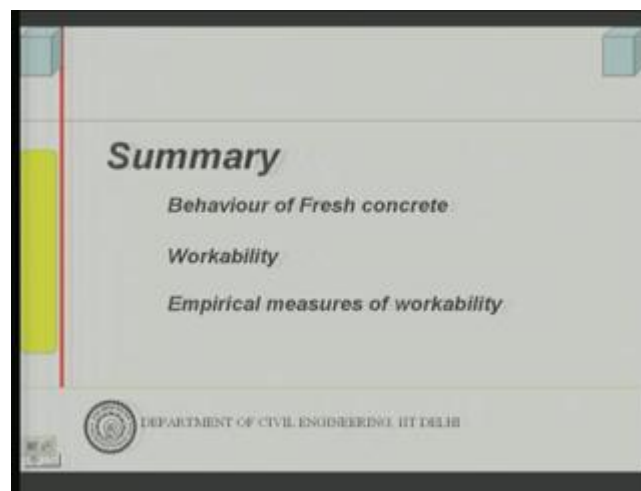 Summary
Behaviour of Fresh concrete
Workability
Empirical measures of workability
DEPARTMENT OF CIVIL ENGINEERING, IIT DELHI